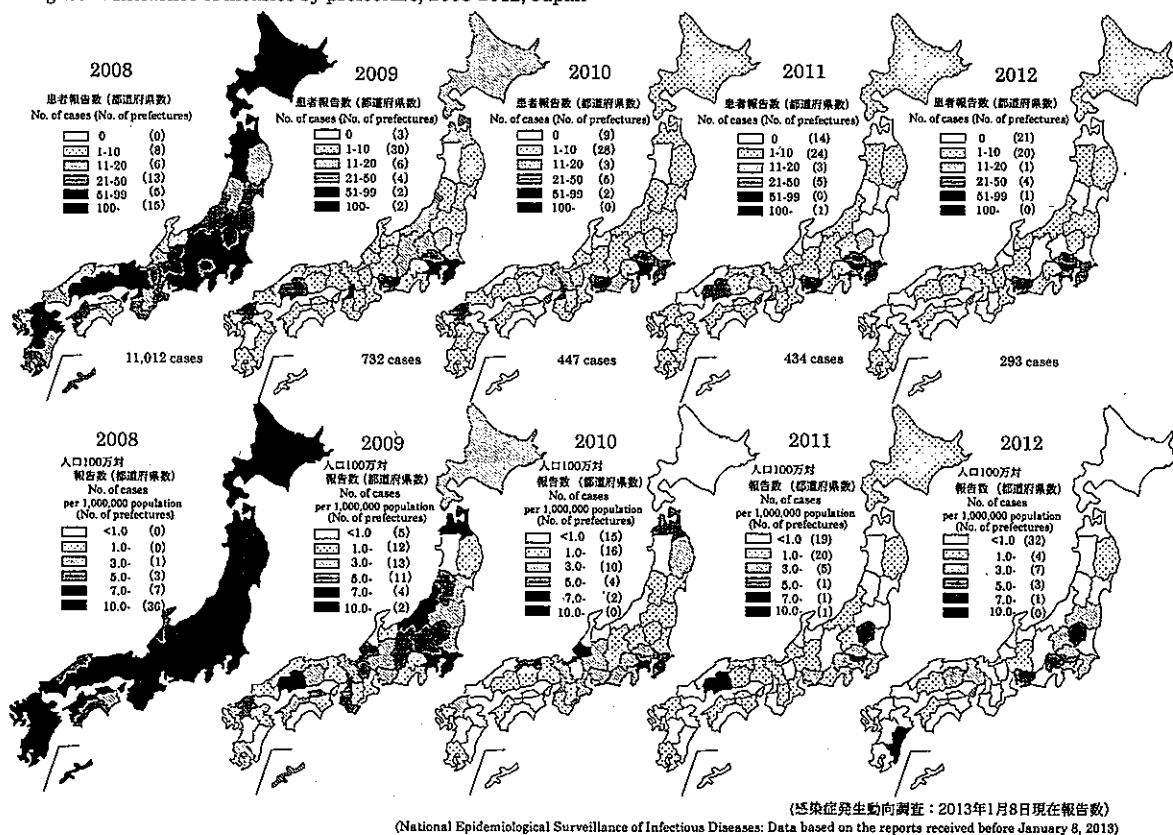 2008
患者報告数 (都道府県数)
No. of cases (No. of prefectures)
0 (0)
1-10 (8)
11-20 (6)
21-50 (13)
51-99 (5)
100- (15)
11,012 cases
2009
患者報告数 (都道府県数)
No. of cases (No. of prefectures)
0 (3)
1-10 (30)
11-20 (6)
21-50 (4)
51-99 (2)
100- (2)
732 cases
2010
患者報告数 (都道府県数)
No. of cases (No. of prefectures)
0 (9)
1-10 (28)
11-20 (3)
21-50 (5)
51-99 (2)
100- (0)
447 cases
2011
患者報告数 (都道府県数)
No. of cases (No. of prefectures)
0 (14)
1-10 (24)
11-20 (3)
21-50 (5)
51-99 (0)
100- (1)
434 cases
2012
患者報告数 (都道府県数)
No. of cases (No. of prefectures)
0 (21)
1-10 (20)
11-20 (1)
21-50 (4)
51-99 (1)
100- (0)
293 cases
2008
人口100万対
報告数 (都道府県数)
No. of cases
per 1,000,000 population
(No. of prefectures)
<1.0 (0)
1.0- (0)
3.0- (1)
5.0- (3)
7.0- (7)
10.0- (36)
2009
人口100万対
報告数 (都道府県数)
No. of cases
per 1,000,000 population
(No. of prefectures)
<1.0 (5)
1.0- (12)
3.0- (13)
5.0- (11)
7.0- (4)
10.0- (2)
2010
人口100万対
報告数 (都道府県数)
No. of cases
per 1,000,000 population
(No. of prefectures)
<1.0 (15)
1.0- (16)
3.0- (10)
5.0- (4)
7.0- (2)
10.0- (0)
2011
人口100万対
報告数 (都道府県数)
No. of cases
per 1,000,000 population
(No. of prefectures)
<1.0 (19)
1.0- (20)
3.0- (5)
5.0- (1)
7.0- (1)
10.0- (1)
2012
人口100万対
報告数 (都道府県数)
No. of cases
per 1,000,000 population
(No. of prefectures)
<1.0 (32)
1.0- (4)
3.0- (7)
5.0- (3)
7.0- (1)
10.0- (0)
(感染症発生動向調査：2013年1月8日現在報告数)
(National Epidemiological Surveillance of Infectious Diseases: Data based on the reports received before January 8, 2013)